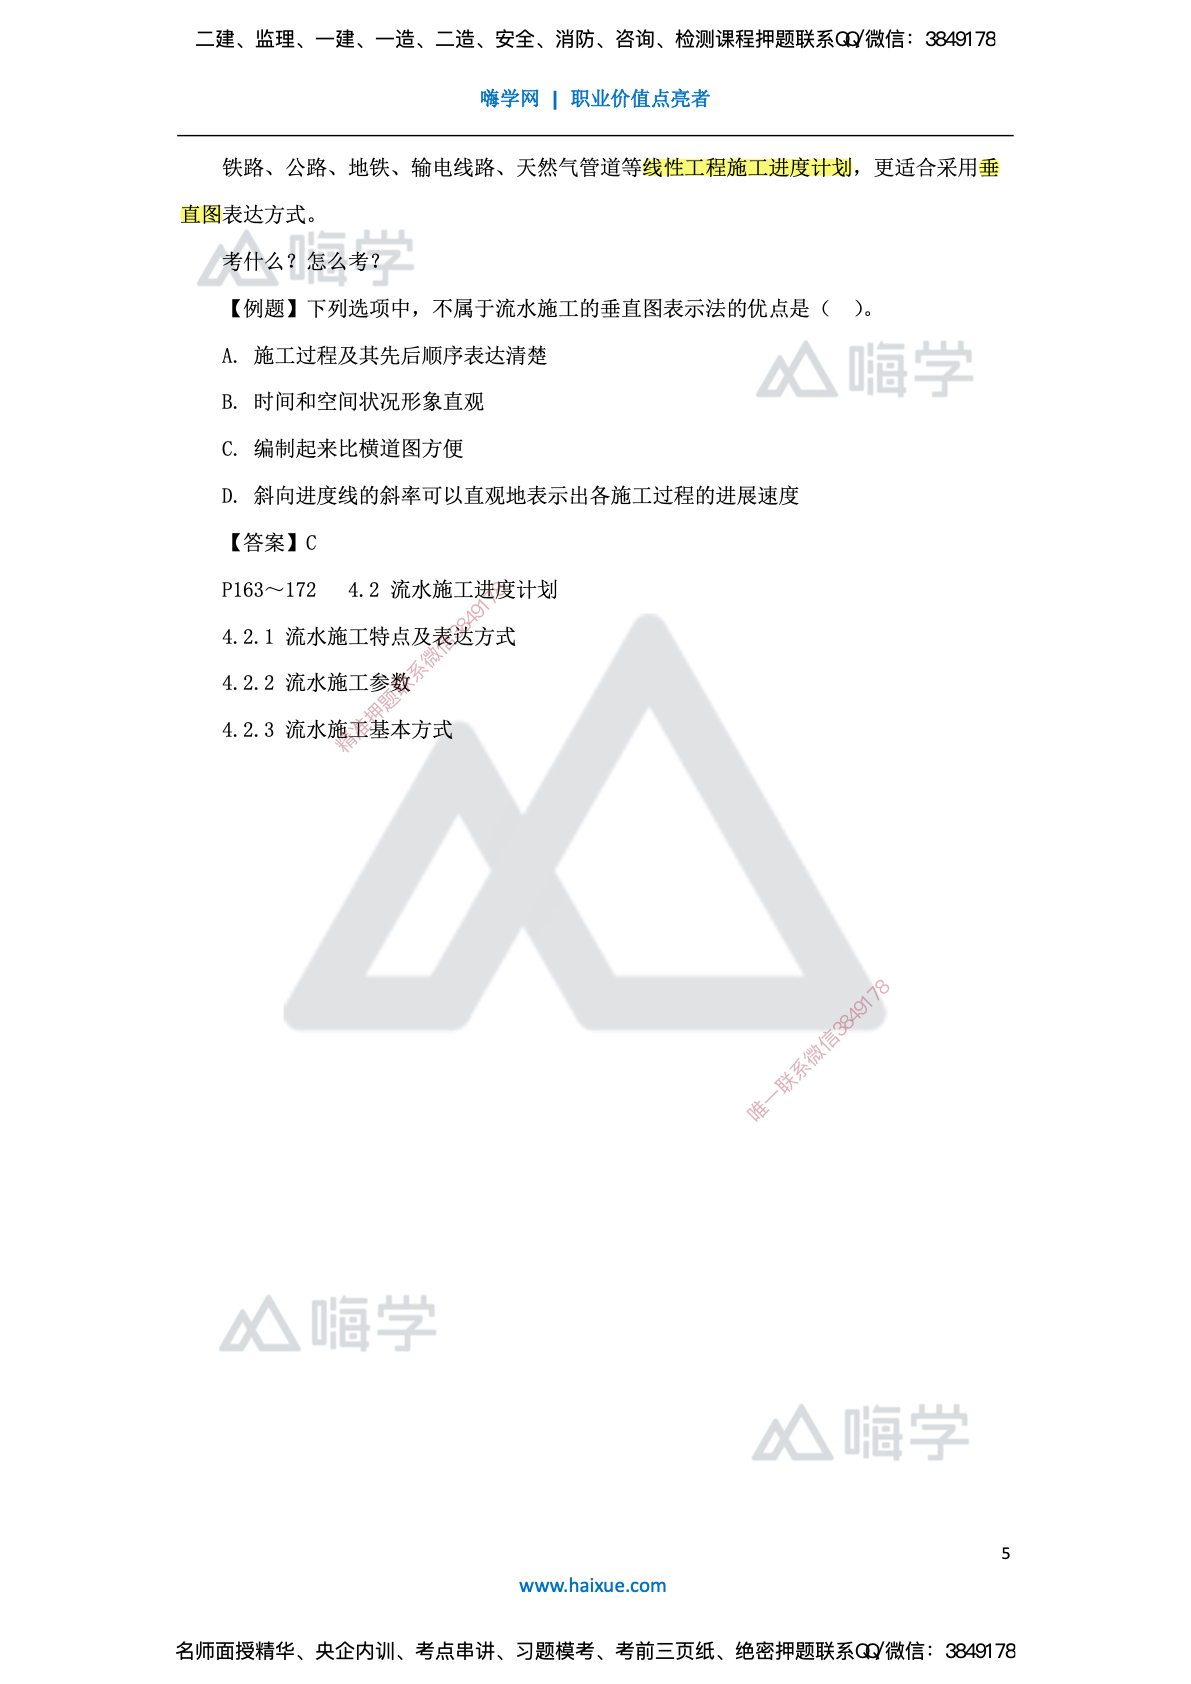 二建、监理、一建、一造、二造、安全、消防、咨询、检测课程押题联系QQ/微信：3849178
嗨学网 | 职业价值点亮者
铁路、公路、地铁、输电线路、天然气管道等线性工程施工进度计划，更适合采用垂
直图表达方式。
嗨学
考什么？怎么考？
【例题】下列选项中，不属于流水施工的垂直图表示法的优点是（ ）。
A. 施工过程及其先后顺序表达清楚
嗨学
B. 时间和空间状况形象直观
C. 编制起来比横道图方便
D. 斜向进度线的斜率可以直观地表示出各施工过程的进展速度
【答案】C
P163～172 4.2 流水施工进度计划
4.2.1 流水施工特点及表达方式
4.2.2 流水施工参数
4.2.3 流水施工基本方式
精准押题联系微信3849178
唯一联系微信3849178
嗨学
嗨学
5
www.haixue.com
名师面授精华、央企内训、考点串讲、习题模考、考前三页纸、绝密押题联系QQ/微信：3849178